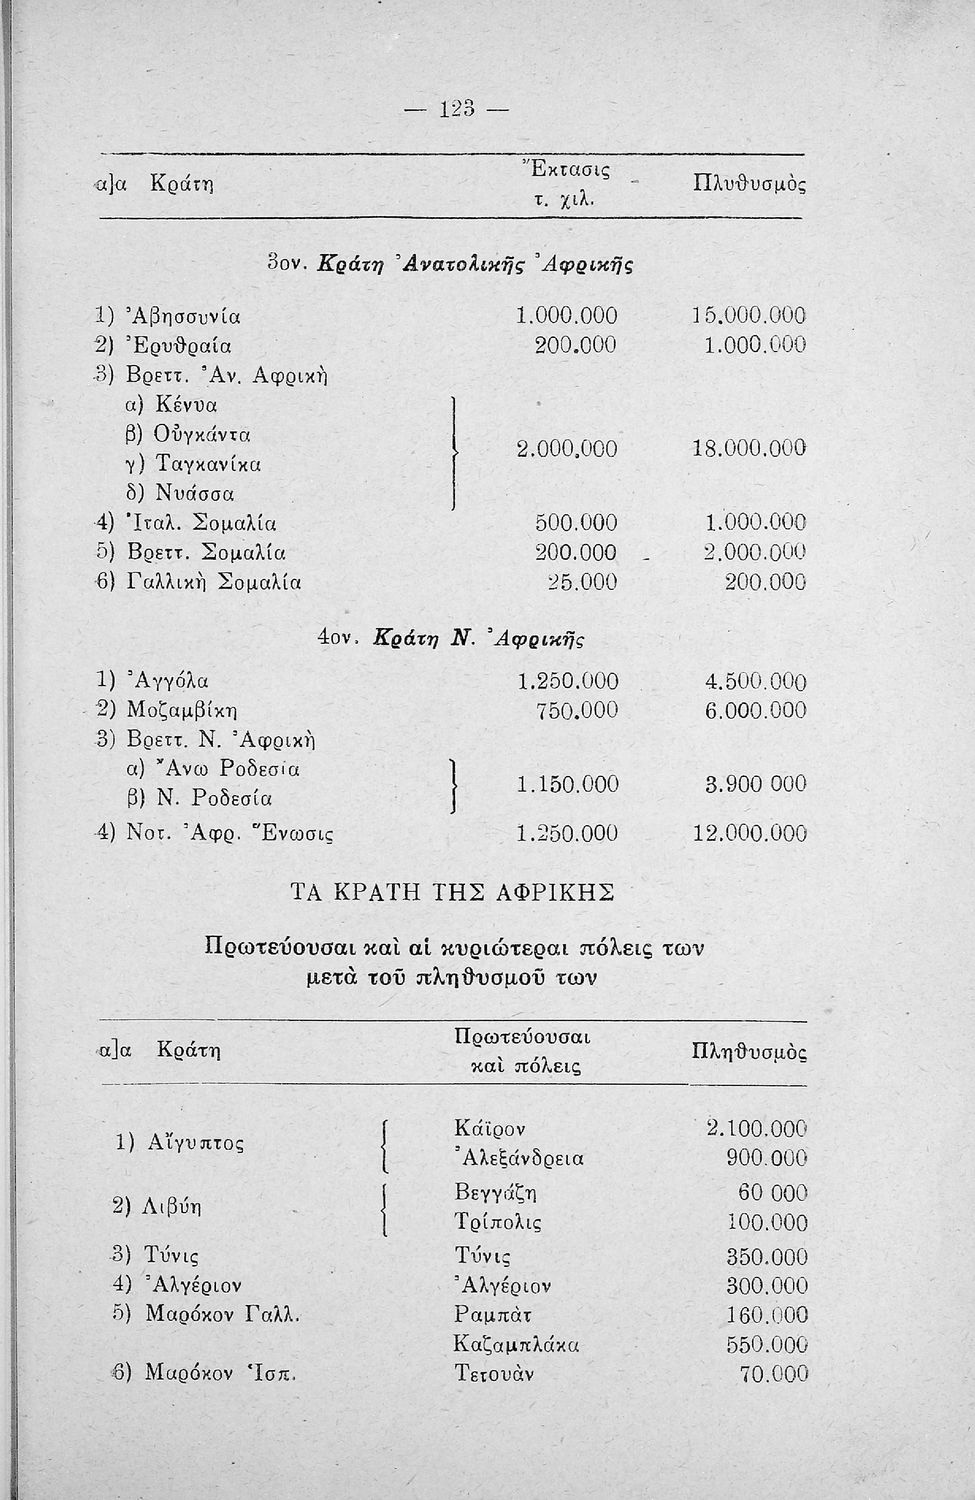 — 123 —
α]α Κράτη Ἔκτασις τ. χιλ. Πλυθυσμὸς
3ον. Κράτη Ἀνατολικῆς Ἀφρικῆς
1) Ἀβησσυνία 1.000.000 15.000.000
2) Ἐρυθραία 200.000 1.000.000
3) Βρεττ. Ἀν. Αφρικὴ
α) Κένυα
β) Οὐγκάντα
γ) Ταγκανίκα
δ) Νυάσσα
2.000.000 18.000.000
4) Ἰταλ. Σομαλία 500.000 1.000.000
5) Βρεττ. Σομαλία 200.000 2.000.000
6) Γαλλικὴ Σομαλία 25.000 200.000
4ον. Κράτη Ν. Ἀφρικῆς
1) Ἀγγόλα 1.250.000 4.500.000
2) Μοζαμβίκη 750.000 6.000.000
3) Βρεττ. Ν. Ἀφρικὴ
α) Ἄνω Ροδεσία
β) Ν. Ροδεσία
1.150.000 3.900 000
4) Νοτ. Ἀφρ. Ἕνωσις 1.250.000 12.000.000
ΤΑ ΚΡΑΤΗ ΤΗΣ ΑΦΡΙΚΗΣ
Πρωτεύουσαι καὶ αἱ κυριώτεραι πόλεις των
μετὰ τοῦ πληθυσμοῦ των
α]α Κράτη Πρωτεύουσαι καὶ πόλεις Πληθυσμὸς
1) Αἴγυπτος Κάϊρον 2.100.000
Ἀλεξάνδρεια 900.000
2) Λιβύη Βεγγάζη 60 000
Τρίπολις 100.000
3) Τύνις Τύνις 350.000
4) Ἀλγέριον Ἀλγέριον 300.000
5) Μαρόκον Γαλλ. Ραμπὰτ 160.000
Καζαμπλάκα 550.000
6) Μαρόκον Ἱσπ. Τετουὰν 70.000